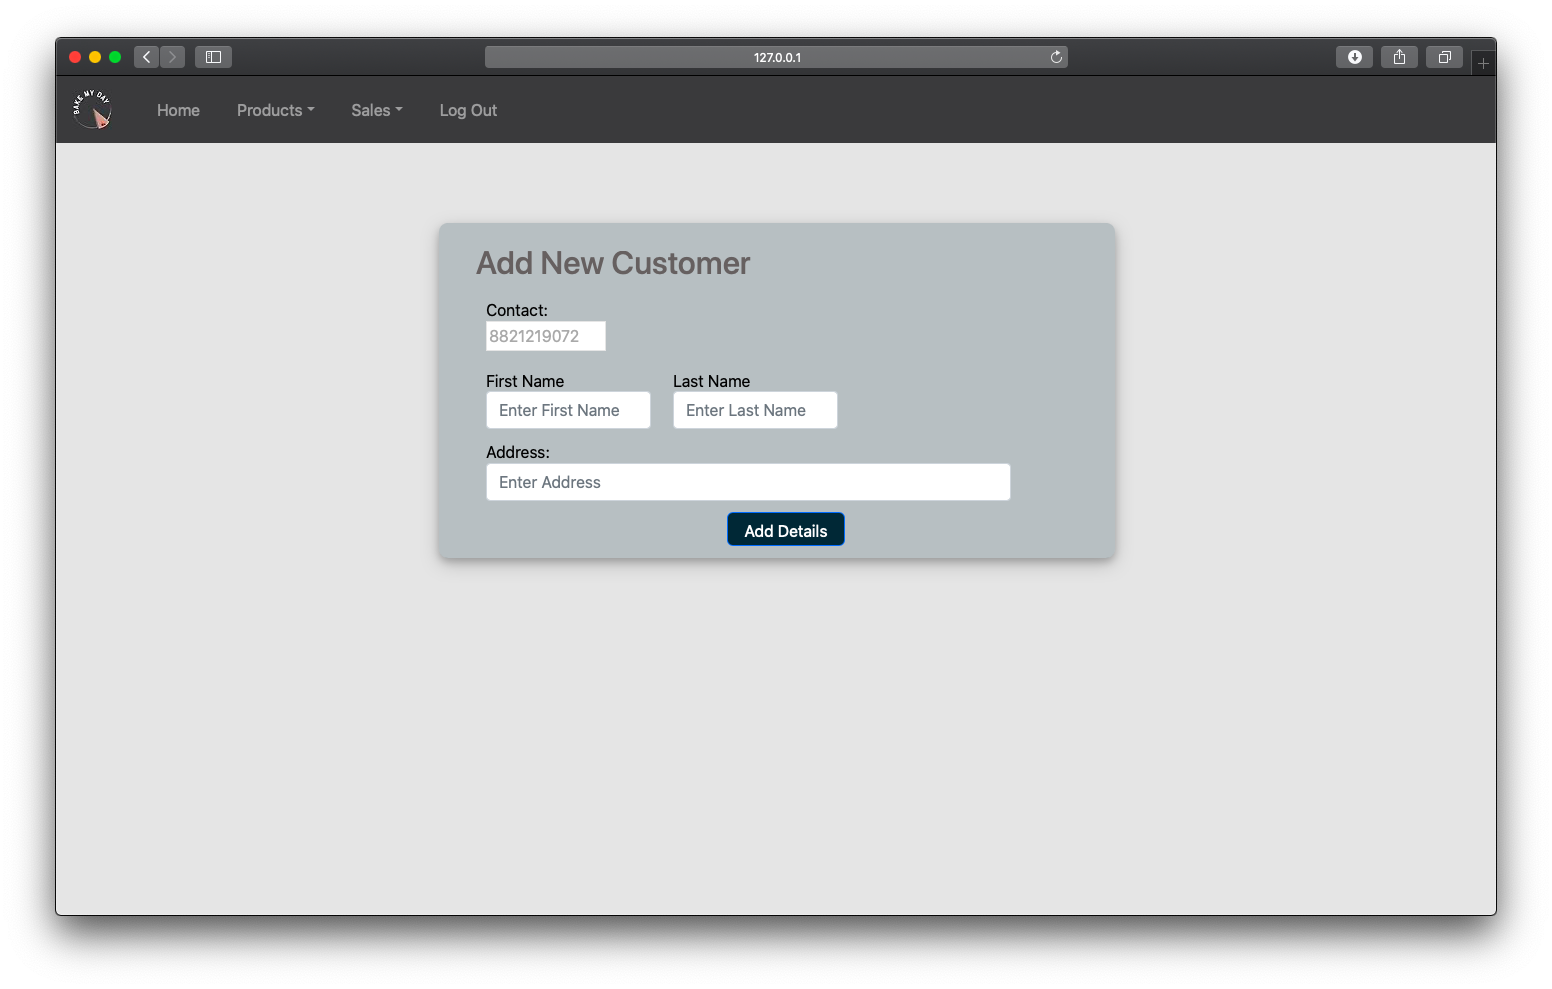 127.0.0.1
BAKE MY DAY
Home Products Sales Log Out
Add New Customer
Contact:
8821219072
First Name Last Name
Enter First Name Enter Last Name
Address:
Enter Address
Add Details